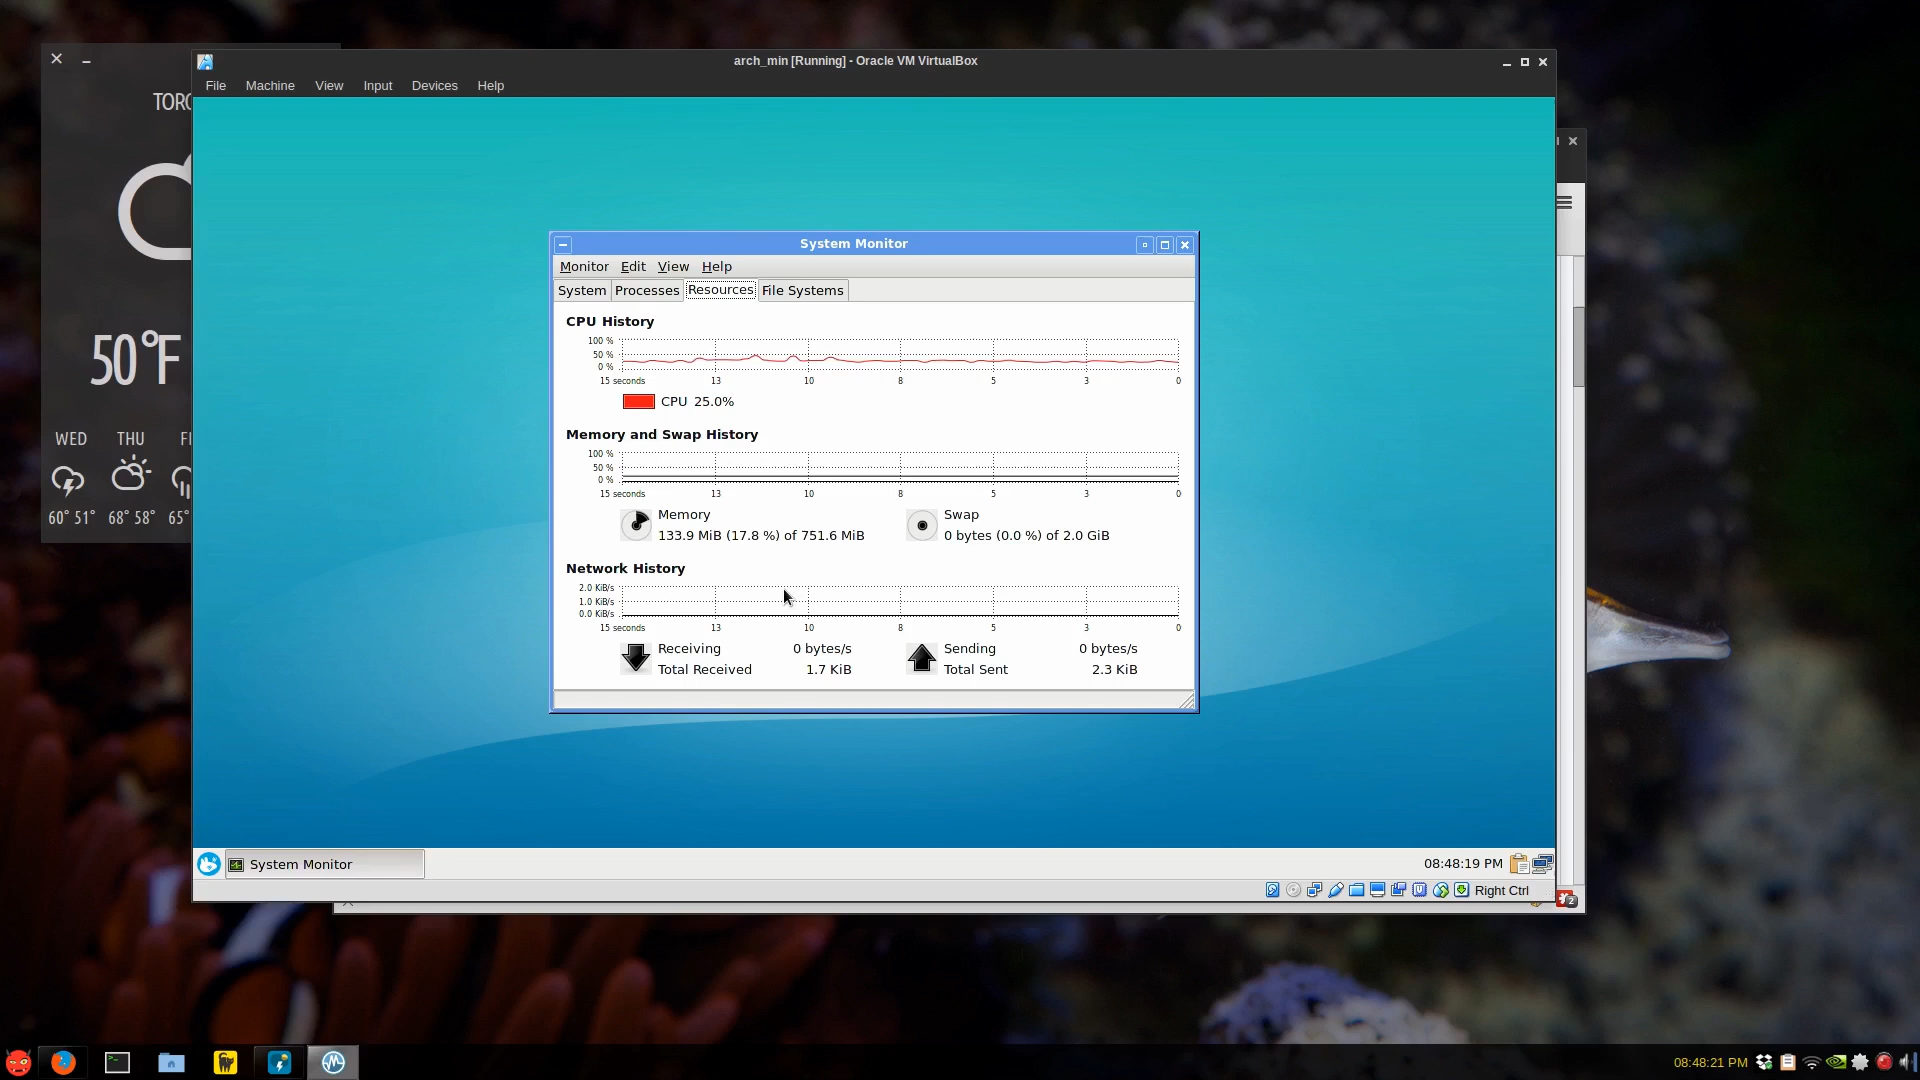 arch_min [Running] - Oracle VM VirtualBox
File Machine View Input Devices Help
TORO
50°F
WED THU FI
60° 51° 68° 58° 65°
System Monitor
Monitor Edit View Help
System Processes Resources File Systems
CPU History
100 %
50 %
0 %
15 seconds 13 10 8 5 3 0
CPU 25.0%
Memory and Swap History
100 %
50 %
0 %
15 seconds 13 10 8 5 3 0
Memory Swap
133.9 MiB (17.8 %) of 751.6 MiB 0 bytes (0.0 %) of 2.0 GiB
Network History
2.0 KiB/s
1.0 KiB/s
0.0 KiB/s
15 seconds 13 10 8 5 3 0
Receiving 0 bytes/s Sending 0 bytes/s
Total Received 1.7 KiB Total Sent 2.3 KiB
System Monitor 08:48:19 PM
Right Ctrl
2
08:48:21 PM